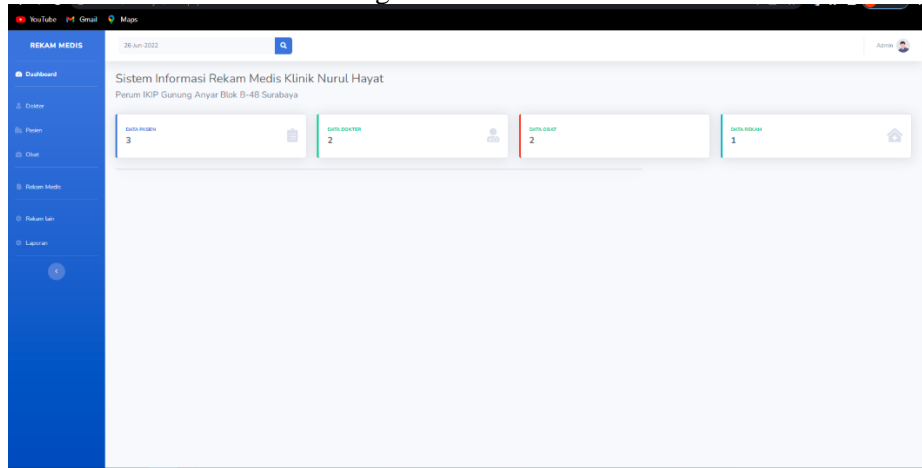 YouTube Gmail Maps
REKAM MEDIS
26-Jun-2022
Admin
Dashboard
Dokter
Pasien
Obat
Rekam Medis
Rekam lain
Laporan
Sistem Informasi Rekam Medis Klinik Nurul Hayat
Perum IKIP Gunung Anyar Blok B-48 Surabaya
DATA PASIEN
3
DATA DOKTER
2
DATA OBAT
2
DATA REKAM
1